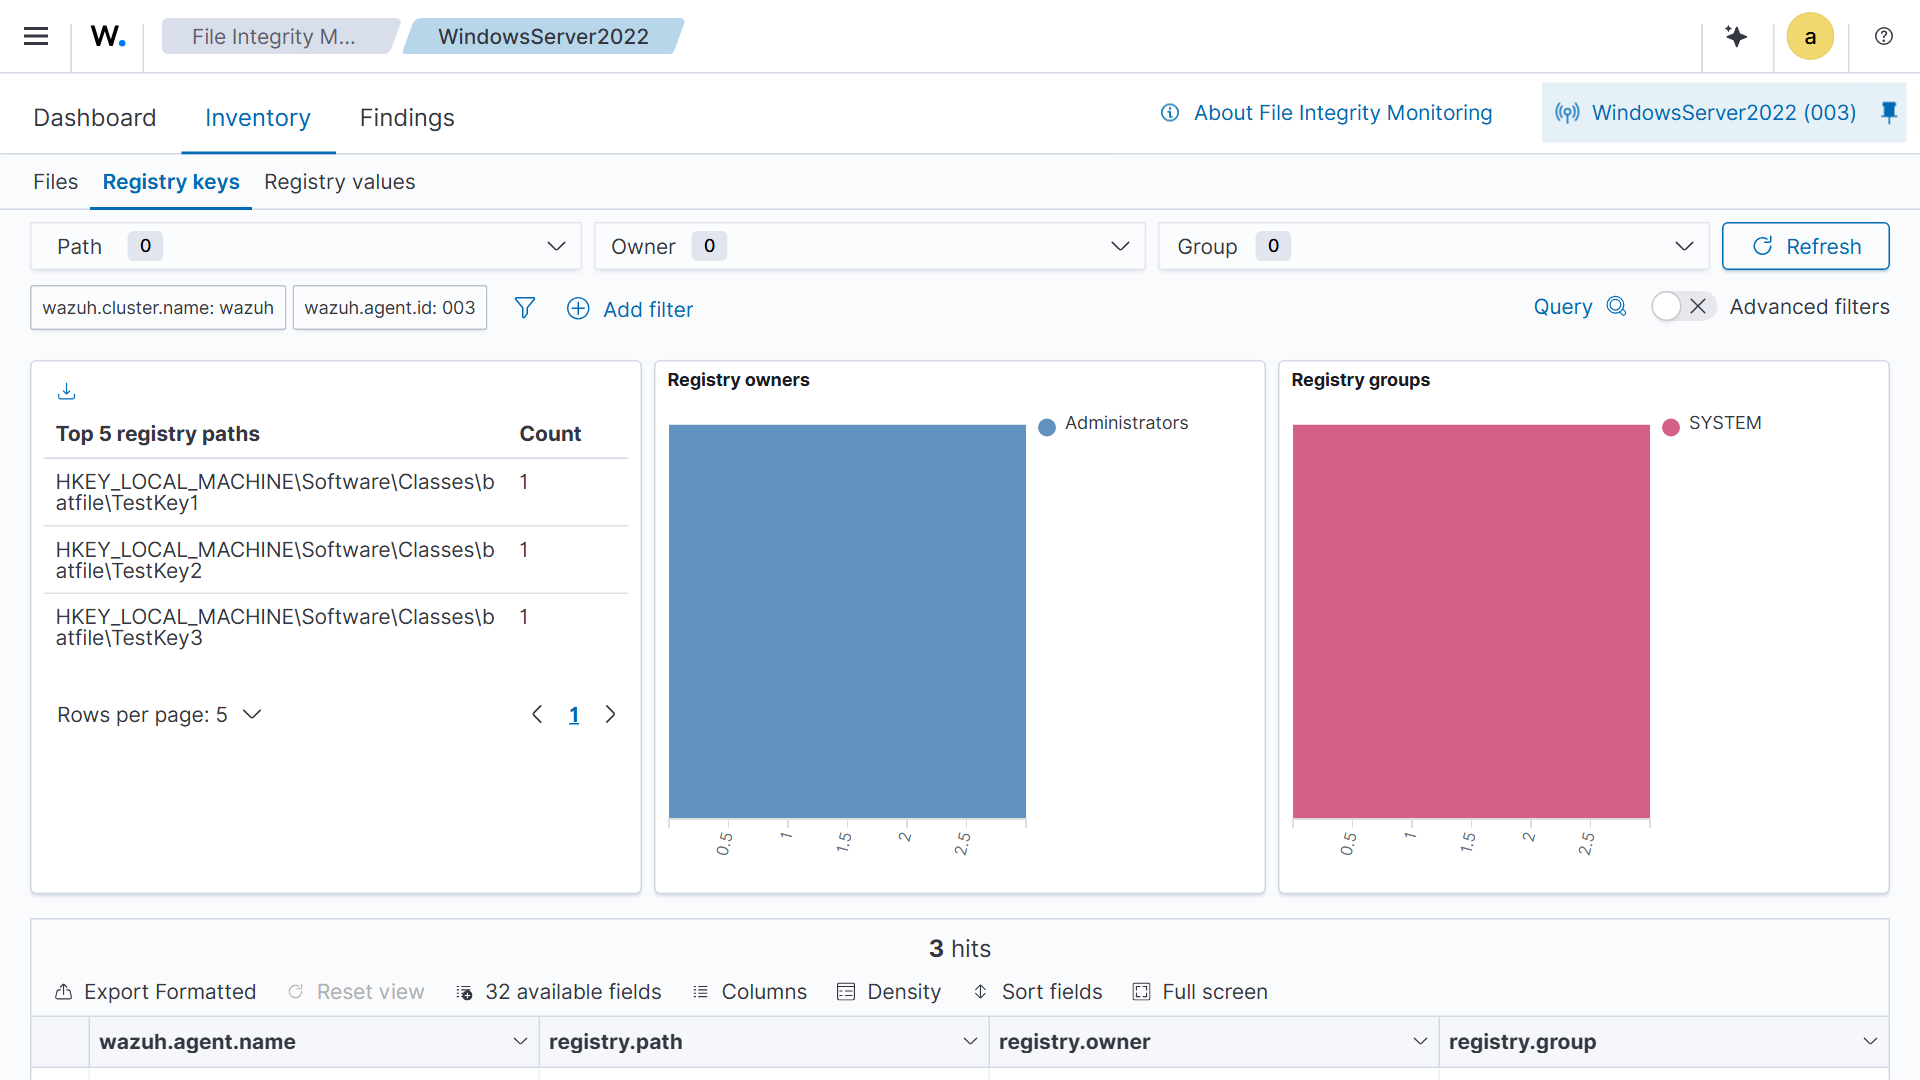 W.
File Integrity M...
WindowsServer2022
a
Dashboard
Inventory
Findings
About File Integrity Monitoring
WindowsServer2022 (003)
Files
Registry keys
Registry values
Path 0
Owner 0
Group 0
Refresh
wazuh.cluster.name: wazuh
wazuh.agent.id: 003
Add filter
Query
Advanced filters
Top 5 registry paths
Count
HKEY_LOCAL_MACHINE\Software\Classes\b
atfile\TestKey1
1
HKEY_LOCAL_MACHINE\Software\Classes\b
atfile\TestKey2
1
HKEY_LOCAL_MACHINE\Software\Classes\b
atfile\TestKey3
1
Rows per page: 5
1
Registry owners
Administrators
0.5
1
1.5
2
2.5
Registry groups
SYSTEM
0.5
1
1.5
2
2.5
3 hits
Export Formatted
Reset view
32 available fields
Columns
Density
Sort fields
Full screen
wazuh.agent.name
registry.path
registry.owner
registry.group